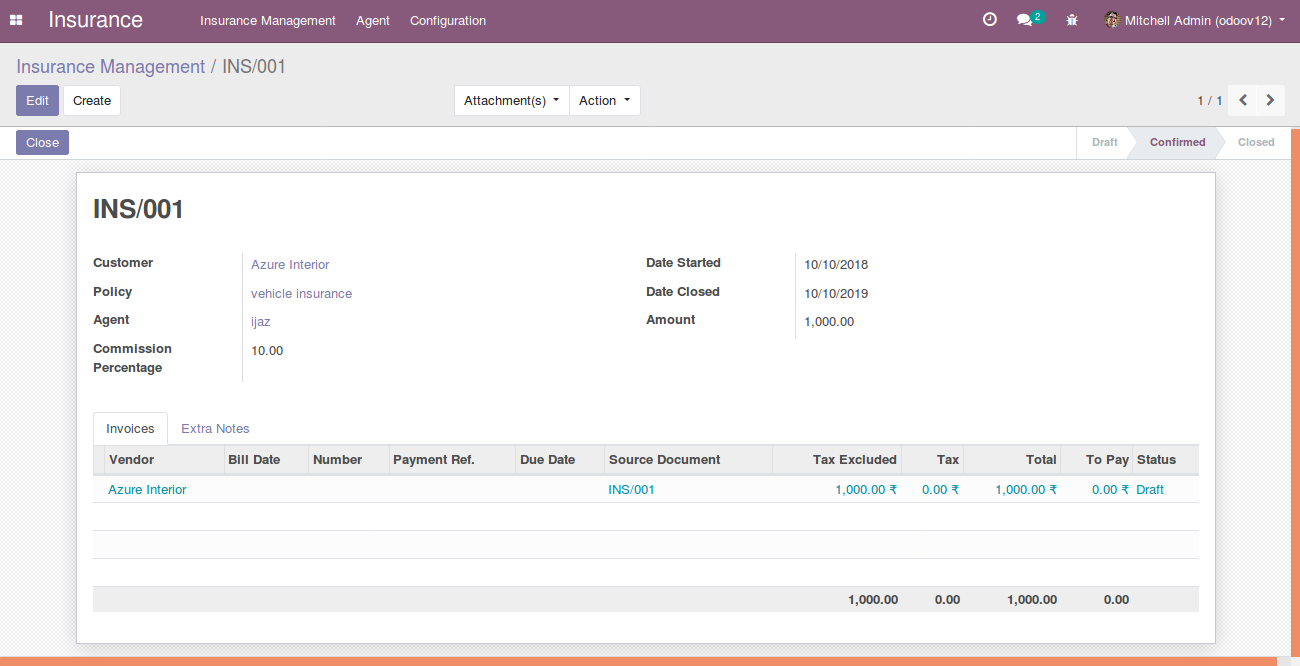 Insurance Insurance Management Agent Configuration 2 Mitchell Admin (odoov12)
Insurance Management / INS/001
Edit Create Attachment(s) Action 1 / 1
Close Draft Confirmed Closed
INS/001
Customer Azure Interior Date Started 10/10/2018
Policy vehicle insurance Date Closed 10/10/2019
Agent ijaz Amount 1,000.00
Commission Percentage 10.00
Invoices Extra Notes
Vendor Bill Date Number Payment Ref. Due Date Source Document Tax Excluded Tax Total To Pay Status
Azure Interior INS/001 1,000.00 ₹ 0.00 ₹ 1,000.00 ₹ 0.00 ₹ Draft
1,000.00 0.00 1,000.00 0.00